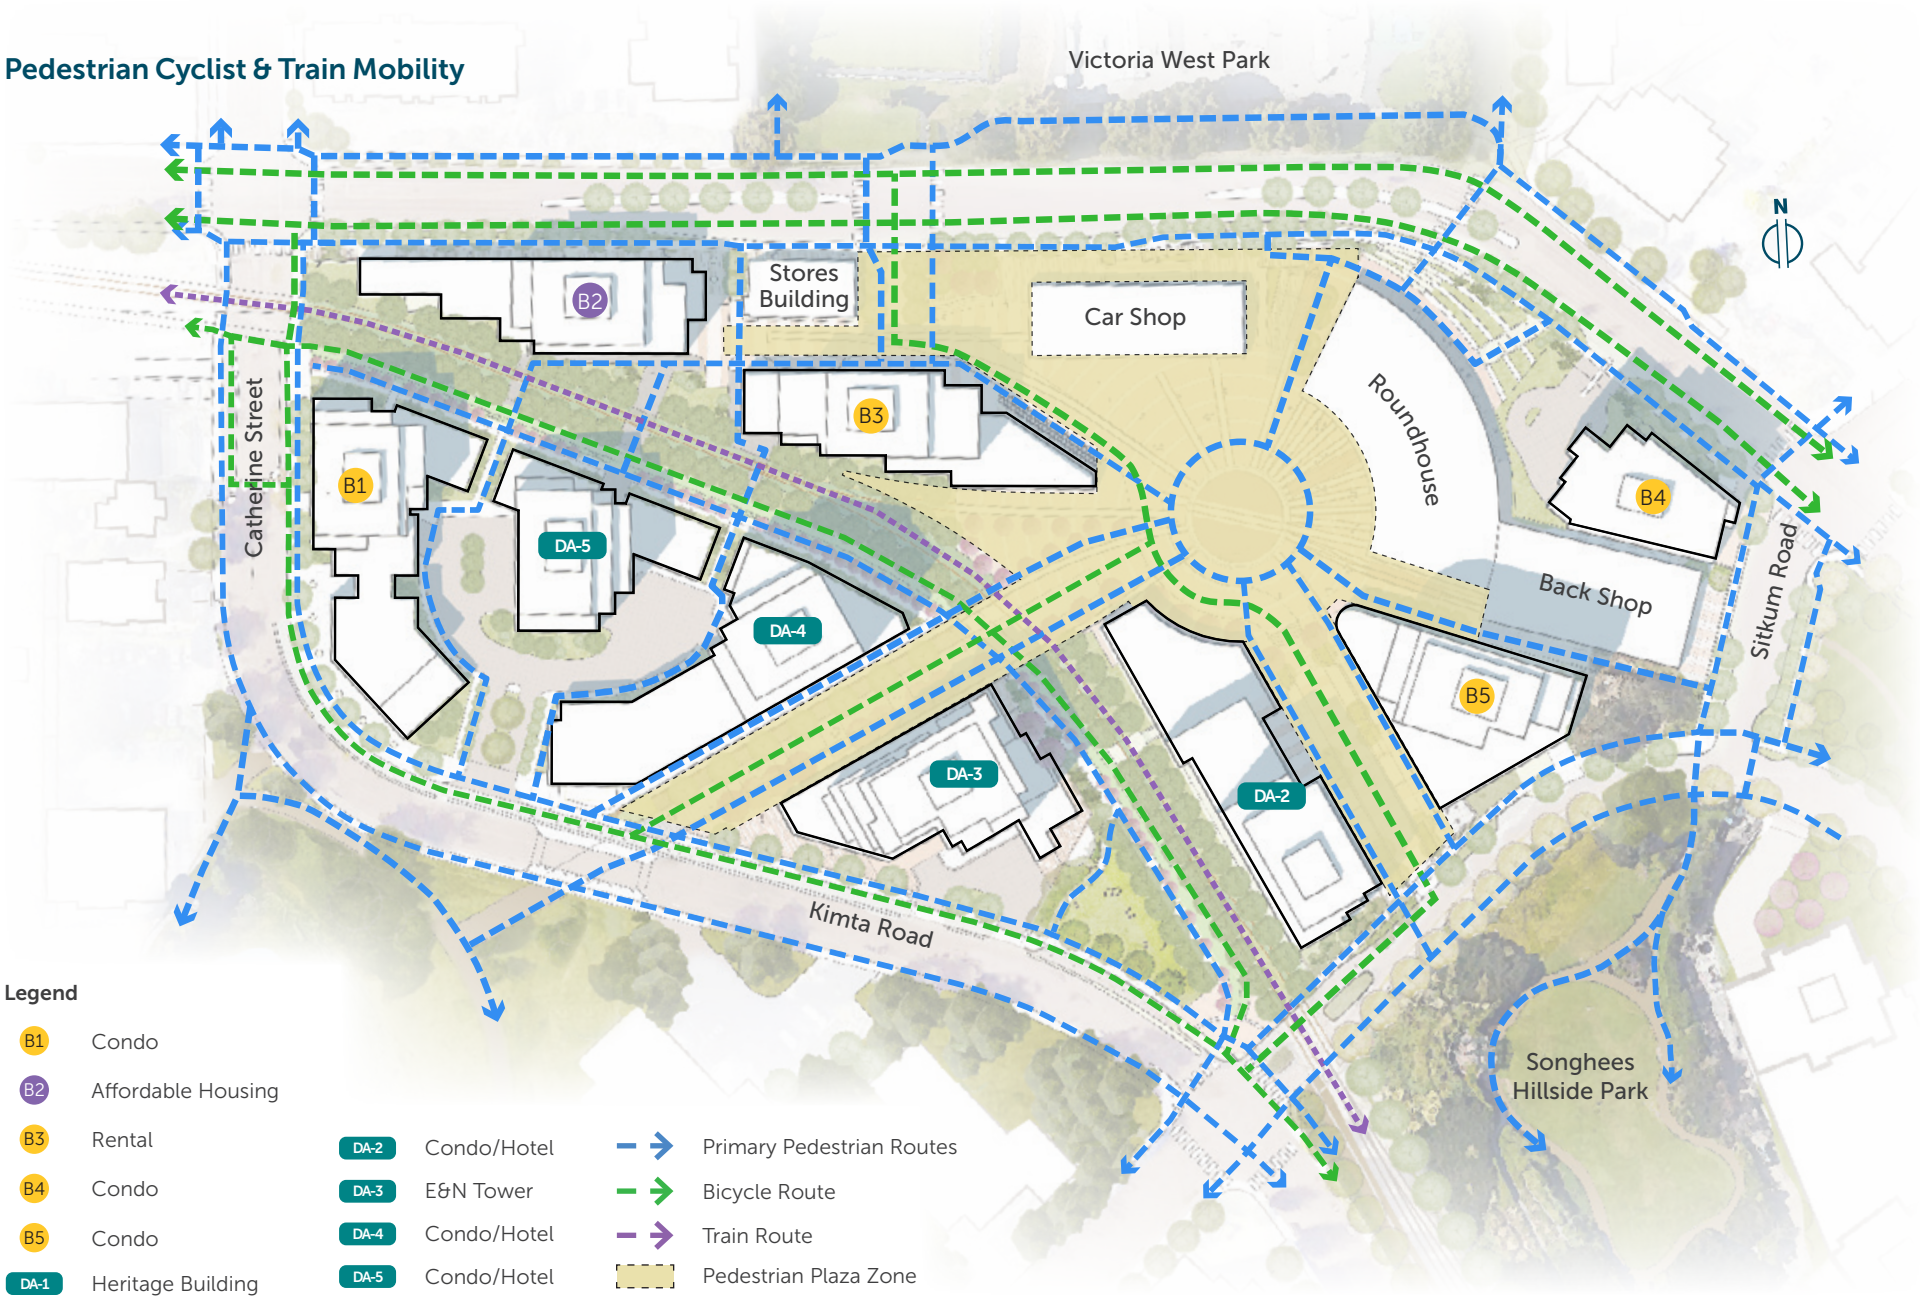 Pedestrian Cyclist & Train Mobility
Victoria West Park
N
Stores
Building
Car Shop
B2
B3
Roundhouse
B1
B4
Catherine Street
DA-5
Back Shop
Sitkum Road
DA-4
B5
DA-3
DA-2
Kimta Road
Songhees
Hillside Park
Legend
B1 Condo
B2 Affordable Housing
B3 Rental
B4 Condo
B5 Condo
DA-1 Heritage Building
DA-2 Condo/Hotel
DA-3 E&N Tower
DA-4 Condo/Hotel
DA-5 Condo/Hotel
Primary Pedestrian Routes
Bicycle Route
Train Route
Pedestrian Plaza Zone